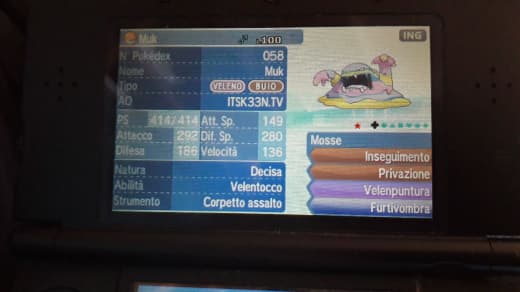 Muk
L.100
ING
N. Pokédex 058
Nome Muk
Tipo VELENO BUIO
AO ITSK33N.TV
PS 414/414 Att. Sp. 149
Attacco 292 Dif. Sp. 280
Difesa 186 Velocità 136
Natura Decisa
Abilità Velentocco
Strumento Corpetto assalto
Mosse
Inseguimento
Privazione
Velenpuntura
Furtivombra